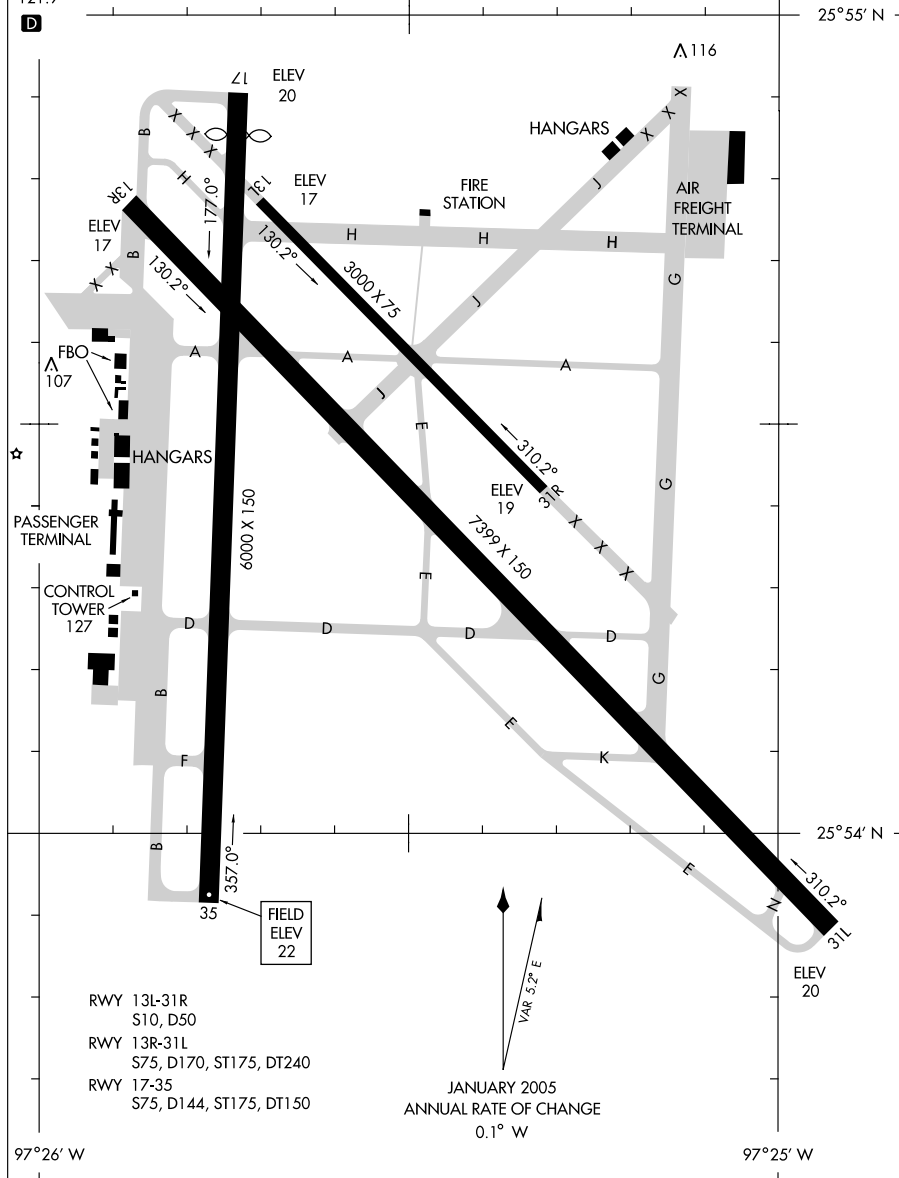 D
25°55' N
17
ELEV
20
116
HANGARS
X
X
X
X
X
X
B
J
AIR
FREIGHT
TERMINAL
13L
ELEV
17
FIRE
STATION
H
177.0°
13R
ELEV
17
B
130.2°
130.2°
H
H
H
3000 X 75
X
X
G
J
FBO
107
A
A
A
J
E
HANGARS
310.2°
ELEV
19
31R
G
X
X
X
6000 X 150
7399 X 150
PASSENGER
TERMINAL
E
CONTROL
TOWER
127
D
D
D
D
B
G
E
F
K
25°54' N
B
357.0°
E
310.2°
N
35
31L
FIELD
ELEV
22
ELEV
20
VAR 5.2° E
RWY 13L-31R
S10, D50
RWY 13R-31L
S75, D170, ST175, DT240
RWY 17-35
S75, D144, ST175, DT150
JANUARY 2005
ANNUAL RATE OF CHANGE
0.1° W
97°26' W
97°25' W